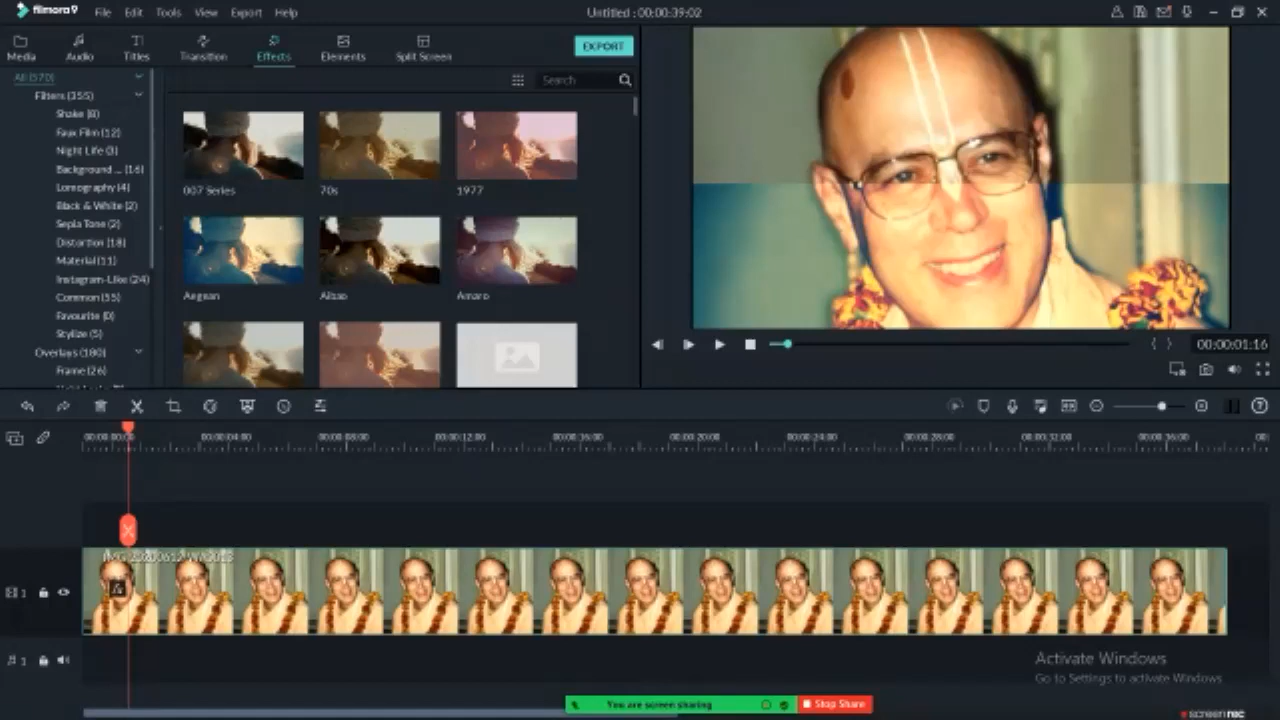 filmora9 File Edit Tools View Export Help Untitled : 00:00:39:02
Media Audio Titles Transition Effects Elements Split Screen EXPORT
All (570)
Filters (355)
Shake (8)
Faux Film (12)
Night Life (3)
Background ... (16)
Lomography (4)
Black & White (2)
Sepia Tone (2)
Distortion (18)
Material (11)
Instagram-Like (24)
Common (55)
Favourite (0)
Stylize (5)
Overlays (180)
Frame (26)
Search
007 Series 70s 1977
Aegean Aibao Amaro
00:00:01:16
00:00:00:00 00:00:04:00 00:00:08:00 00:00:12:00 00:00:16:00 00:00:20:00 00:00:24:00 00:00:28:00 00:00:32:00 00:00:36:00
1
1
Activate Windows
Go to Settings to activate Windows
You are screen sharing Stop Share
screenrec